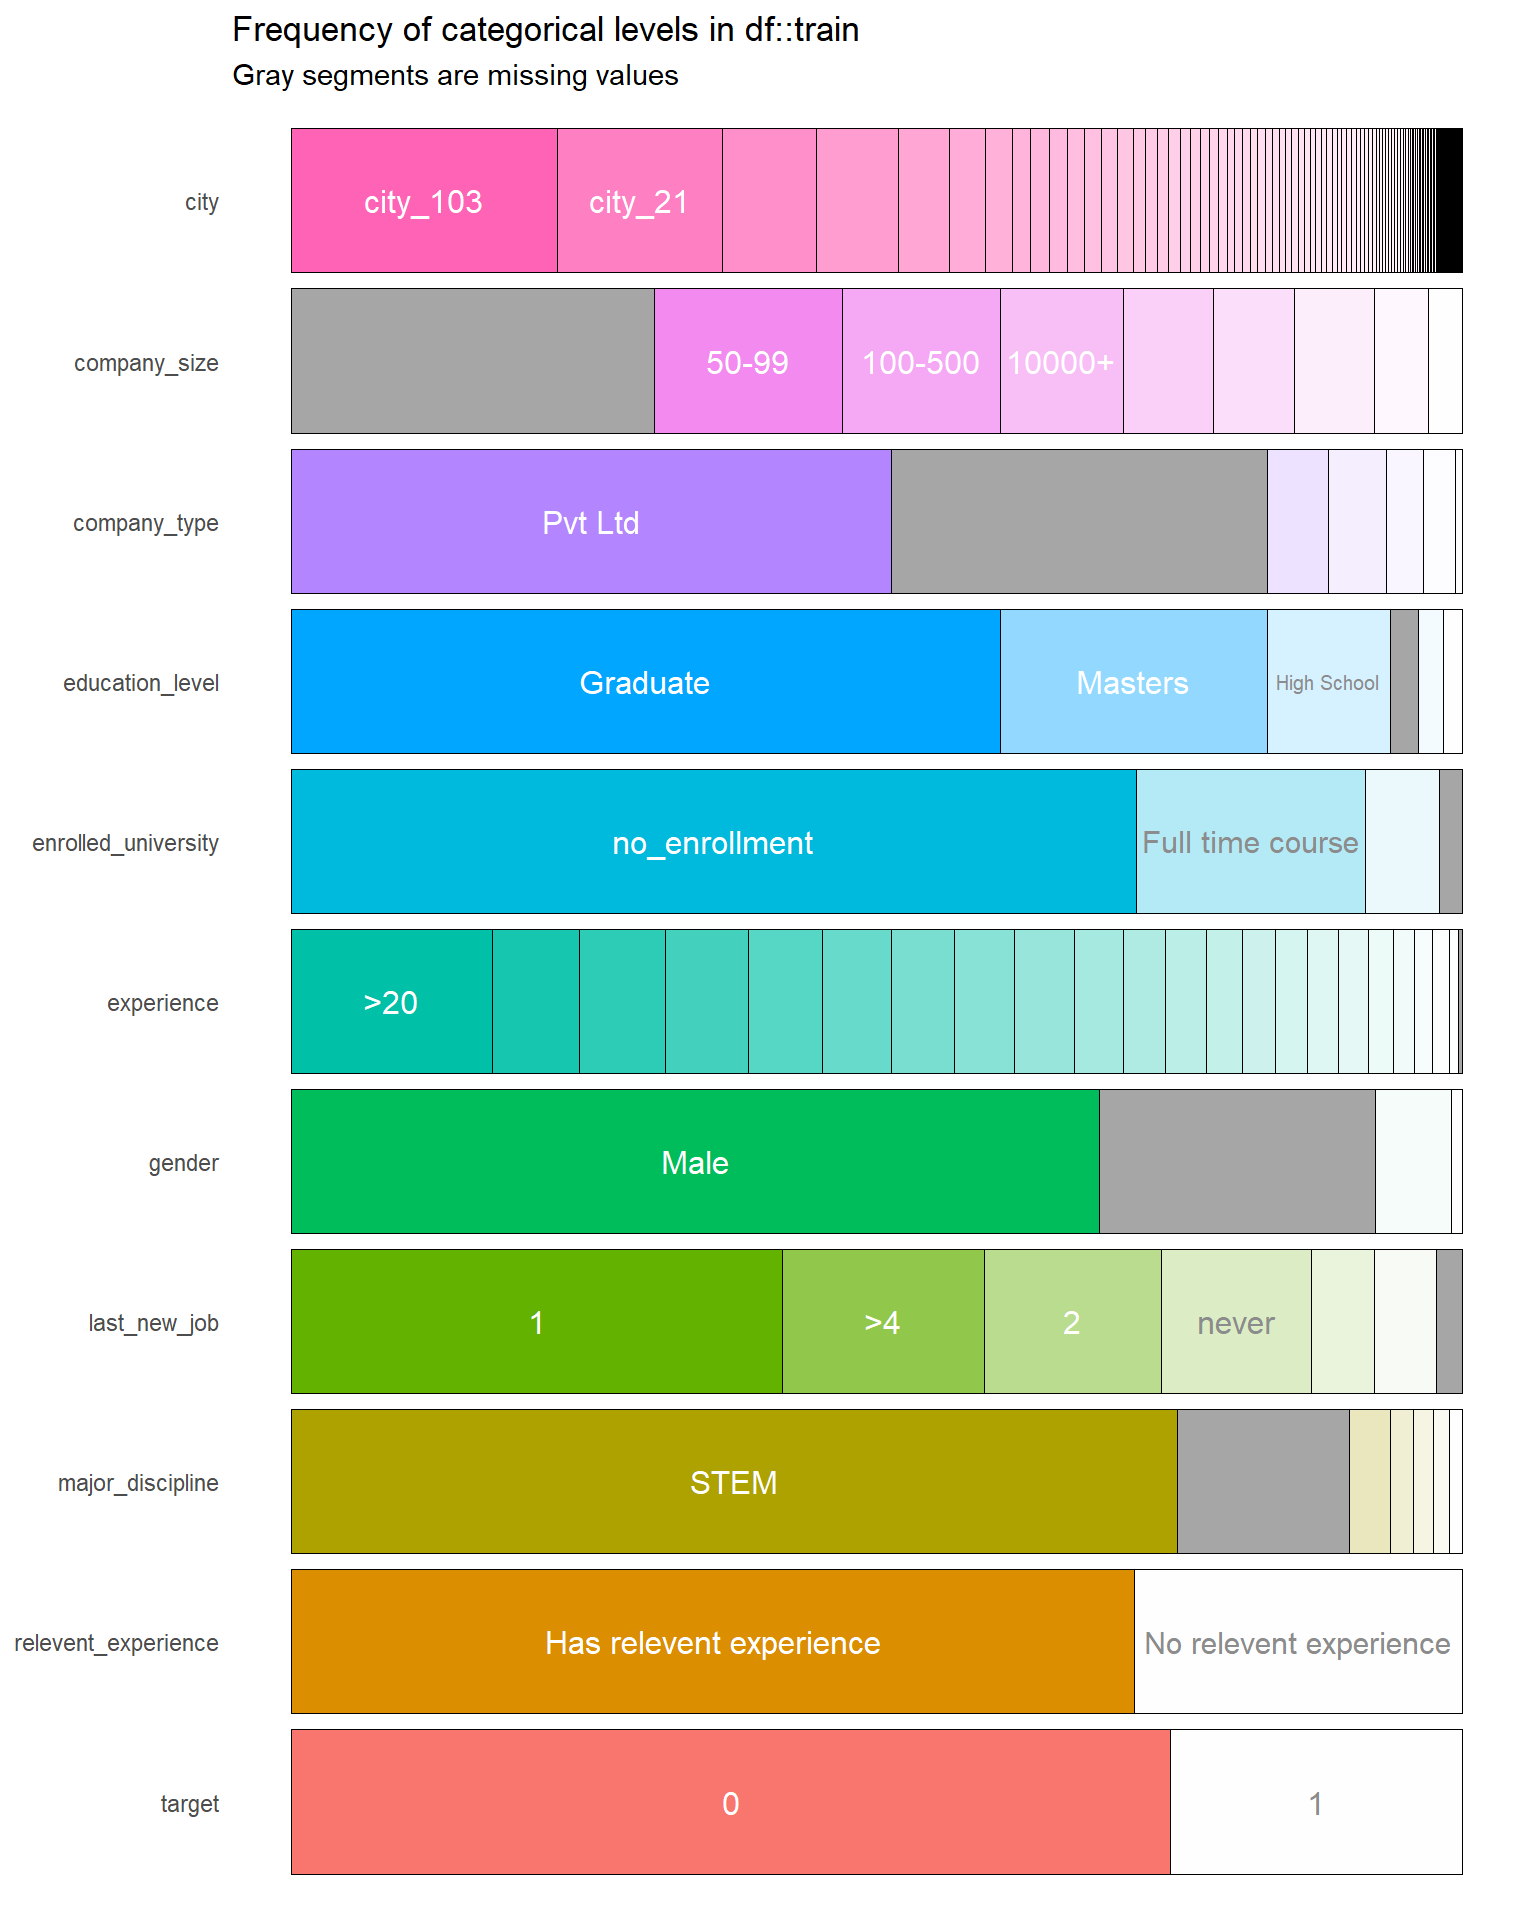 Frequency of categorical levels in df::train
Gray segments are missing values
city
city_103
city_21
company_size
50-99
100-500
10000+
company_type
Pvt Ltd
education_level
Graduate
Masters
High School
enrolled_university
no_enrollment
Full time course
experience
>20
gender
Male
last_new_job
1
>4
2
never
major_discipline
STEM
relevent_experience
Has relevent experience
No relevent experience
target
0
1